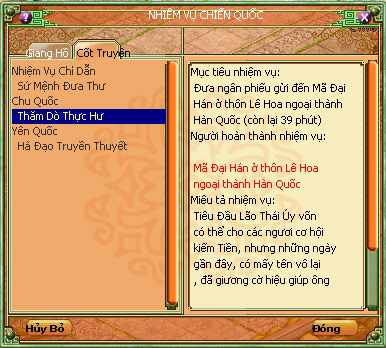 NHIỆM VỤ CHIẾN QUỐC
Giang Hồ
Cốt Truyện
Nhiệm Vụ Chỉ Dẫn
Sứ Mệnh Đưa Thư
Chu Quốc
Thăm Dò Thực Hư
Yên Quốc
Hà Đạo Truyền Thuyết
Mục tiêu nhiệm vụ:
Đưa ngân phiếu gửi đến Mã Đại
Hán ở thôn Lê Hoa ngoại thành
Hàn Quốc (còn lại 39 phút)
Người hoàn thành nhiệm vụ:
Mã Đại Hán ở thôn Lê Hoa
ngoại thành Hàn Quốc
Miêu tả nhiệm vụ:
Tiêu Đầu Lão Thái Úy vốn
có thể cho các ngươi cơ hội
kiếm Tiền, nhưng những ngày
gần đây, có mấy tên vô lại
, đã giương cờ hiệu giúp ông
Hủy Bỏ
Đóng